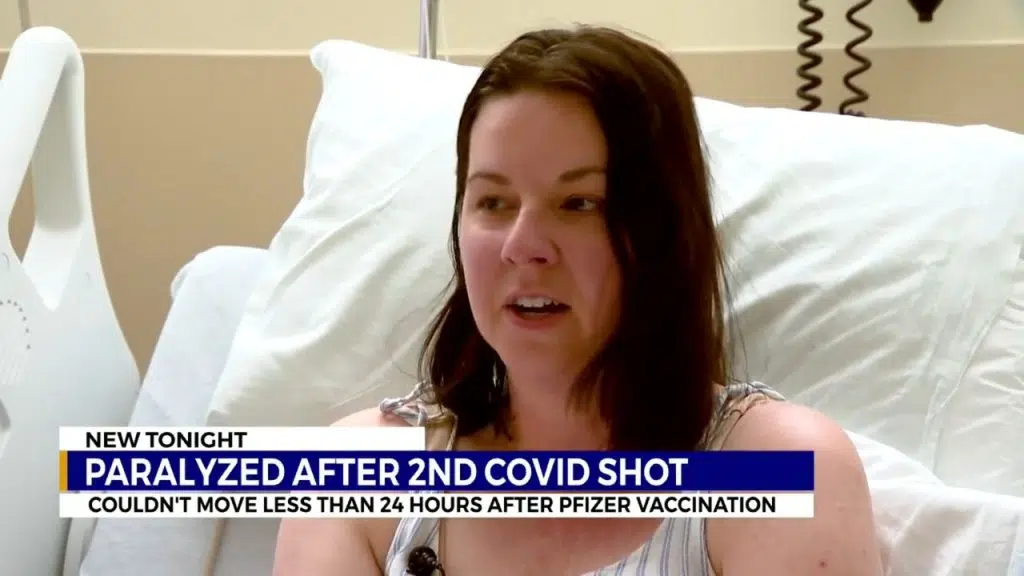 NEW TONIGHT
PARALYZED AFTER 2ND COVID SHOT
COULDN'T MOVE LESS THAN 24 HOURS AFTER PFIZER VACCINATION